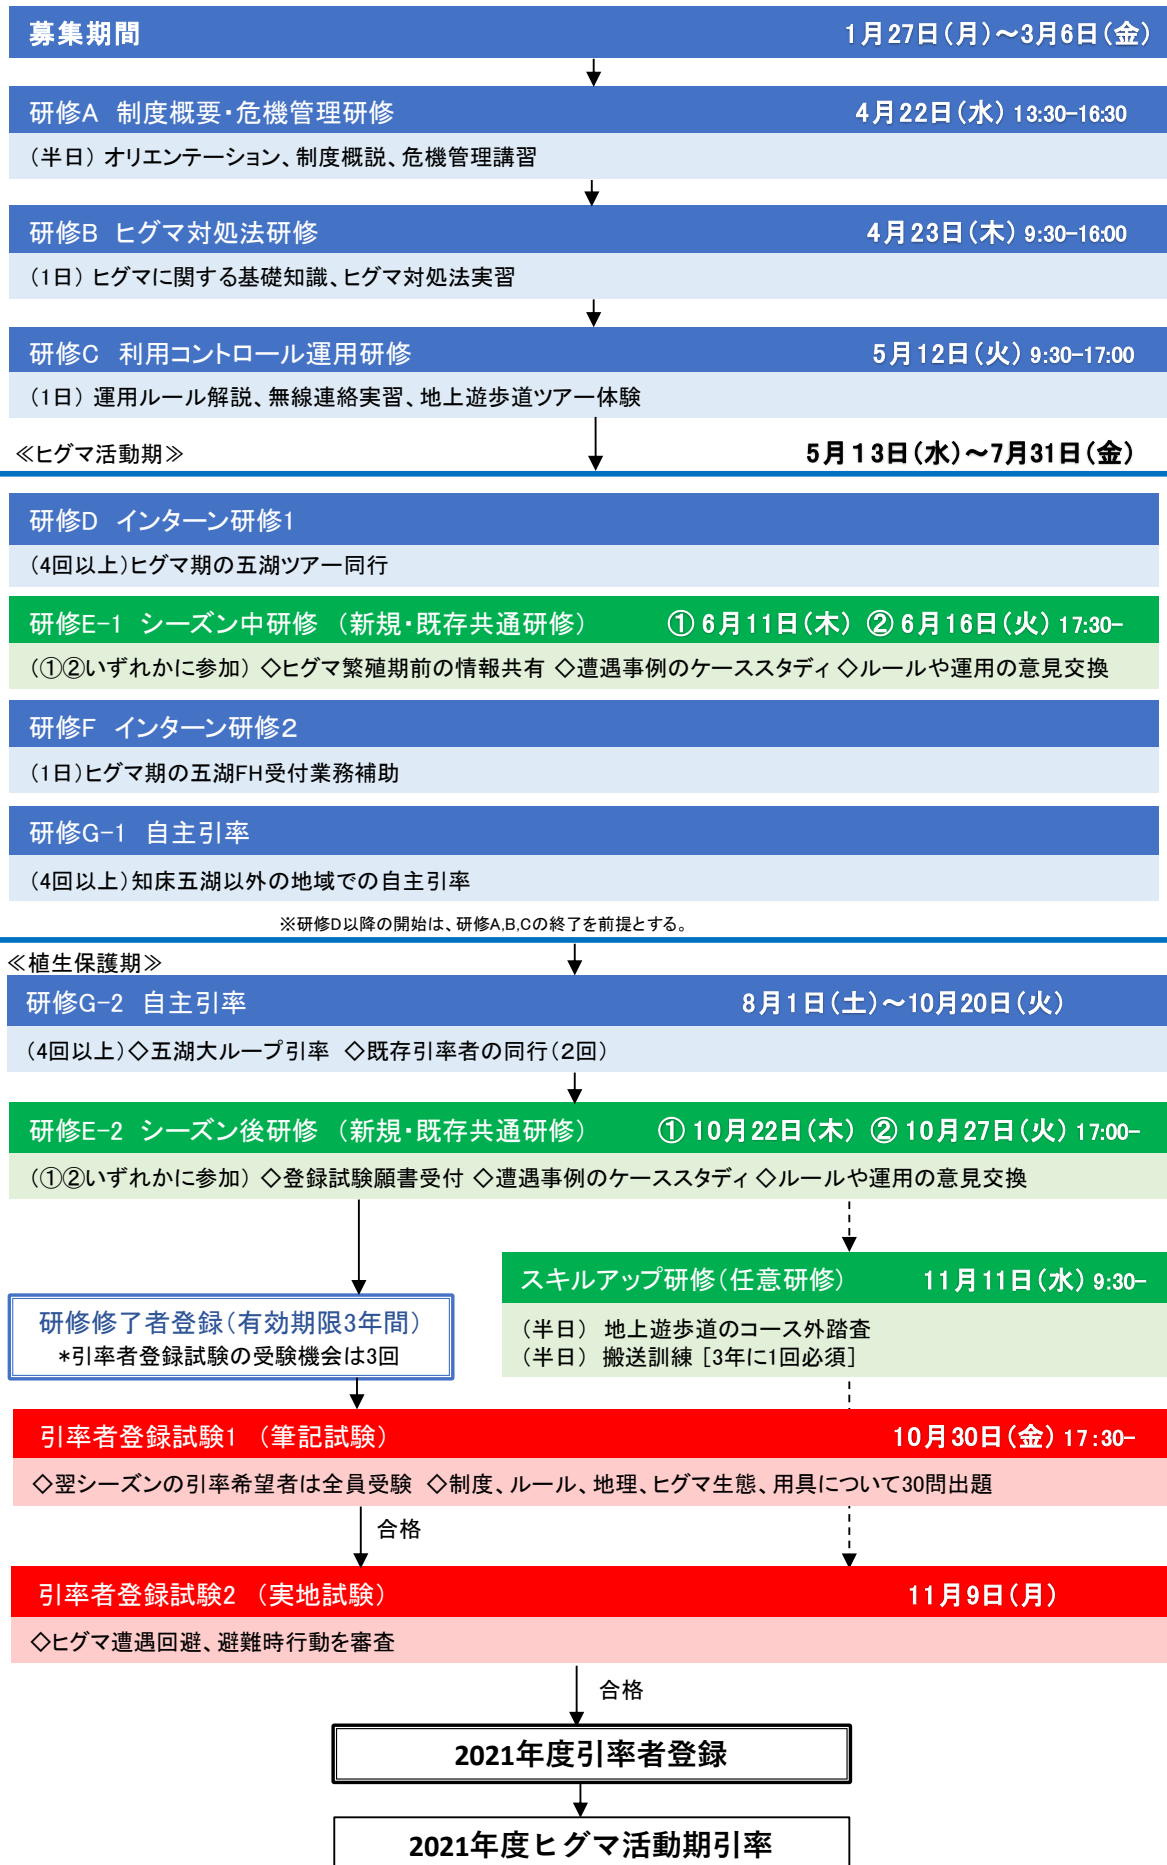 募集期間 1月27日(月)～3月6日(金)
研修A 制度概要・危機管理研修 4月22日(水) 13:30-16:30
(半日) オリエンテーション、制度概説、危機管理講習
研修B ヒグマ対処法研修 4月23日(木) 9:30-16:00
(1日) ヒグマに関する基礎知識、ヒグマ対処法実習
研修C 利用コントロール運用研修 5月12日(火) 9:30-17:00
(1日) 運用ルール解説、無線連絡実習、地上遊歩道ツアー体験
≪ヒグマ活動期≫ 5月13日(水)～7月31日(金)
研修D インターン研修1
(4回以上)ヒグマ期の五湖ツアー同行
研修E-1 シーズン中研修 (新規・既存共通研修) ① 6月11日(木) ② 6月16日(火) 17:30-
(①②いずれかに参加) ◇ヒグマ繁殖期前の情報共有 ◇遭遇事例のケーススタディ ◇ルールや運用の意見交換
研修F インターン研修2
(1日)ヒグマ期の五湖FH受付業務補助
研修G-1 自主引率
(4回以上)知床五湖以外の地域での自主引率
※研修D以降の開始は、研修A,B,Cの終了を前提とする。
≪植生保護期≫
研修G-2 自主引率 8月1日(土)～10月20日(火)
(4回以上)◇五湖大ループ引率 ◇既存引率者の同行(2回)
研修E-2 シーズン後研修 (新規・既存共通研修) ① 10月22日(木) ② 10月27日(火) 17:00-
(①②いずれかに参加) ◇登録試験願書受付 ◇遭遇事例のケーススタディ ◇ルールや運用の意見交換
スキルアップ研修(任意研修) 11月11日(水) 9:30-
(半日) 地上遊歩道のコース外踏査
(半日) 搬送訓練 [3年に1回必須]
研修修了者登録(有効期限3年間)
*引率者登録試験の受験機会は3回
引率者登録試験1 (筆記試験) 10月30日(金) 17:30-
◇翌シーズンの引率希望者は全員受験 ◇制度、ルール、地理、ヒグマ生態、用具について30問出題
合格
引率者登録試験2 (実地試験) 11月9日(月)
◇ヒグマ遭遇回避、避難時行動を審査
合格
2021年度引率者登録
2021年度ヒグマ活動期引率